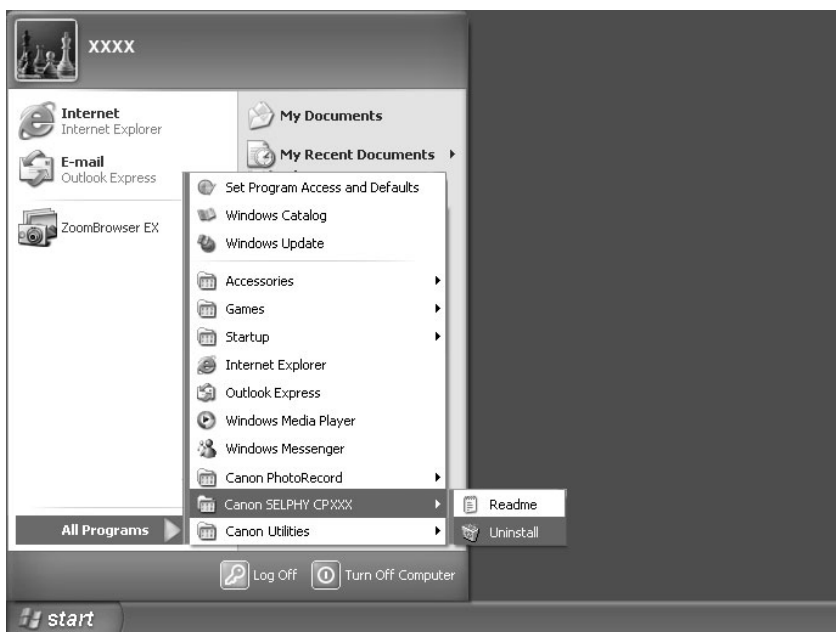 xxxx
Internet
Internet Explorer
E-mail
Outlook Express
ZoomBrowser EX
All Programs
My Documents
My Recent Documents
Set Program Access and Defaults
Windows Catalog
Windows Update
Accessories
Games
Startup
Internet Explorer
Outlook Express
Windows Media Player
Windows Messenger
Canon PhotoRecord
Canon SELPHY CPXXX
Canon Utilities
Readme
Uninstall
Log Off
Turn Off Computer
start